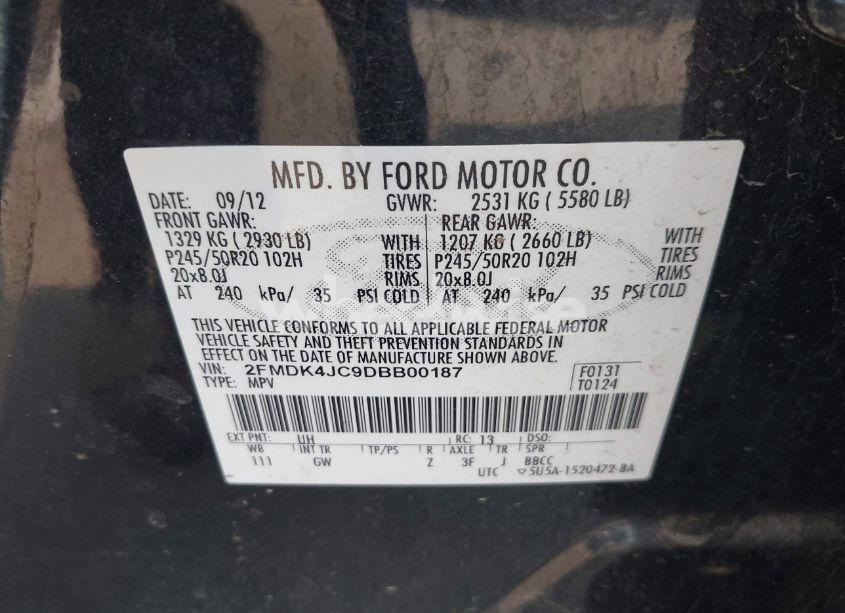 MFD. BY FORD MOTOR CO.
DATE: 09/12 GVWR: 2531 KG ( 5580 LB)
FRONT GAWR: REAR GAWR:
1329 KG ( 2930 LB) WITH 1207 KG ( 2660 LB) WITH
P245/50R20 102H TIRES P245/50R20 102H TIRES
20x8.0J RIMS 20x8.0J RIMS
AT 240 kPa/ 35 PSI COLD AT 240 kPa/ 35 PSI COLD
THIS VEHICLE CONFORMS TO ALL APPLICABLE FEDERAL MOTOR
VEHICLE SAFETY AND THEFT PREVENTION STANDARDS IN
EFFECT ON THE DATE OF MANUFACTURE SHOWN ABOVE.
VIN: 2FMDK4JC9DBB00187 F0131
TYPE: MPV T0124
EXT PNT: UH RC: 13 DSO:
WB INT TR TP/PS R AXLE TR SPR
111 GW Z 3F J BBCC
UTC 5U5A-1520472-BA